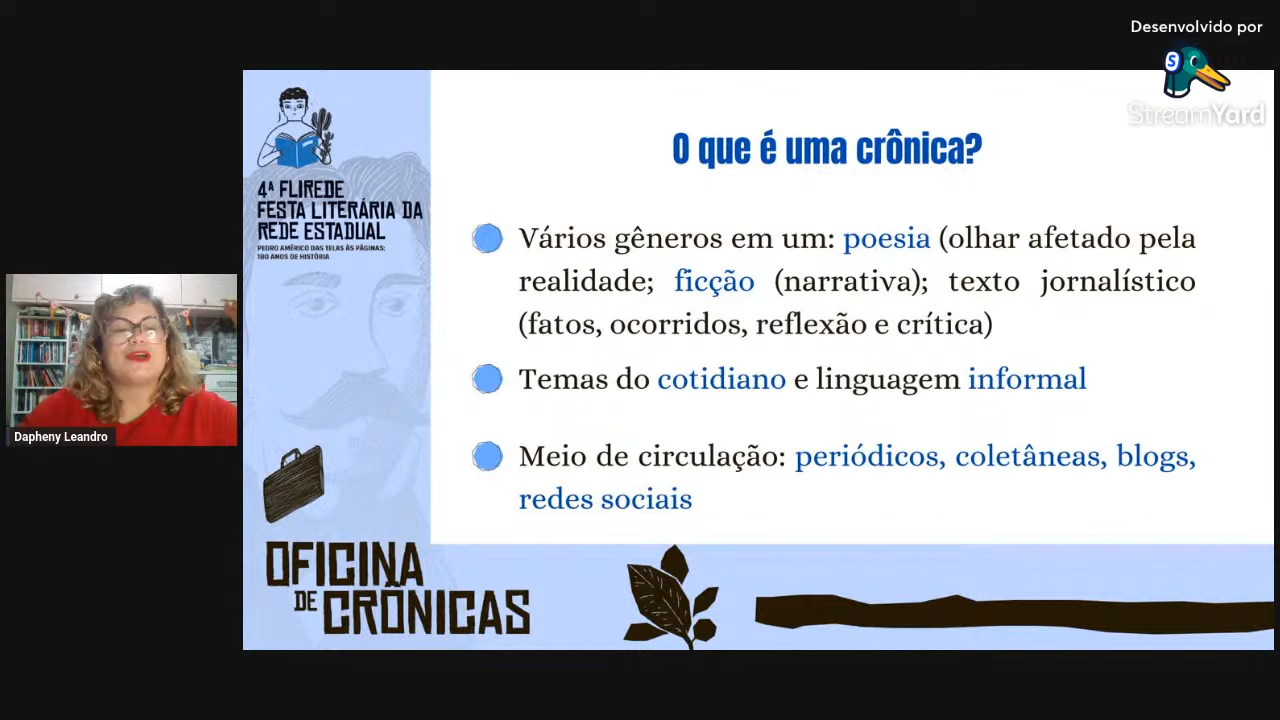 Desenvolvido por
StreamYard
4ª FLIREDE
FESTA LITERÁRIA DA
REDE ESTADUAL
PEDRO AMÉRICO DAS TELAS ÀS PÁGINAS:
180 ANOS DE HISTÓRIA
O que é uma crônica?
Vários gêneros em um: poesia (olhar afetado pela
realidade; ficção (narrativa); texto jornalístico
(fatos, ocorridos, reflexão e crítica)
Temas do cotidiano e linguagem informal
Meio de circulação: periódicos, coletâneas, blogs,
redes sociais
Dapheny Leandro
OFICINA
DE CRÔNICAS